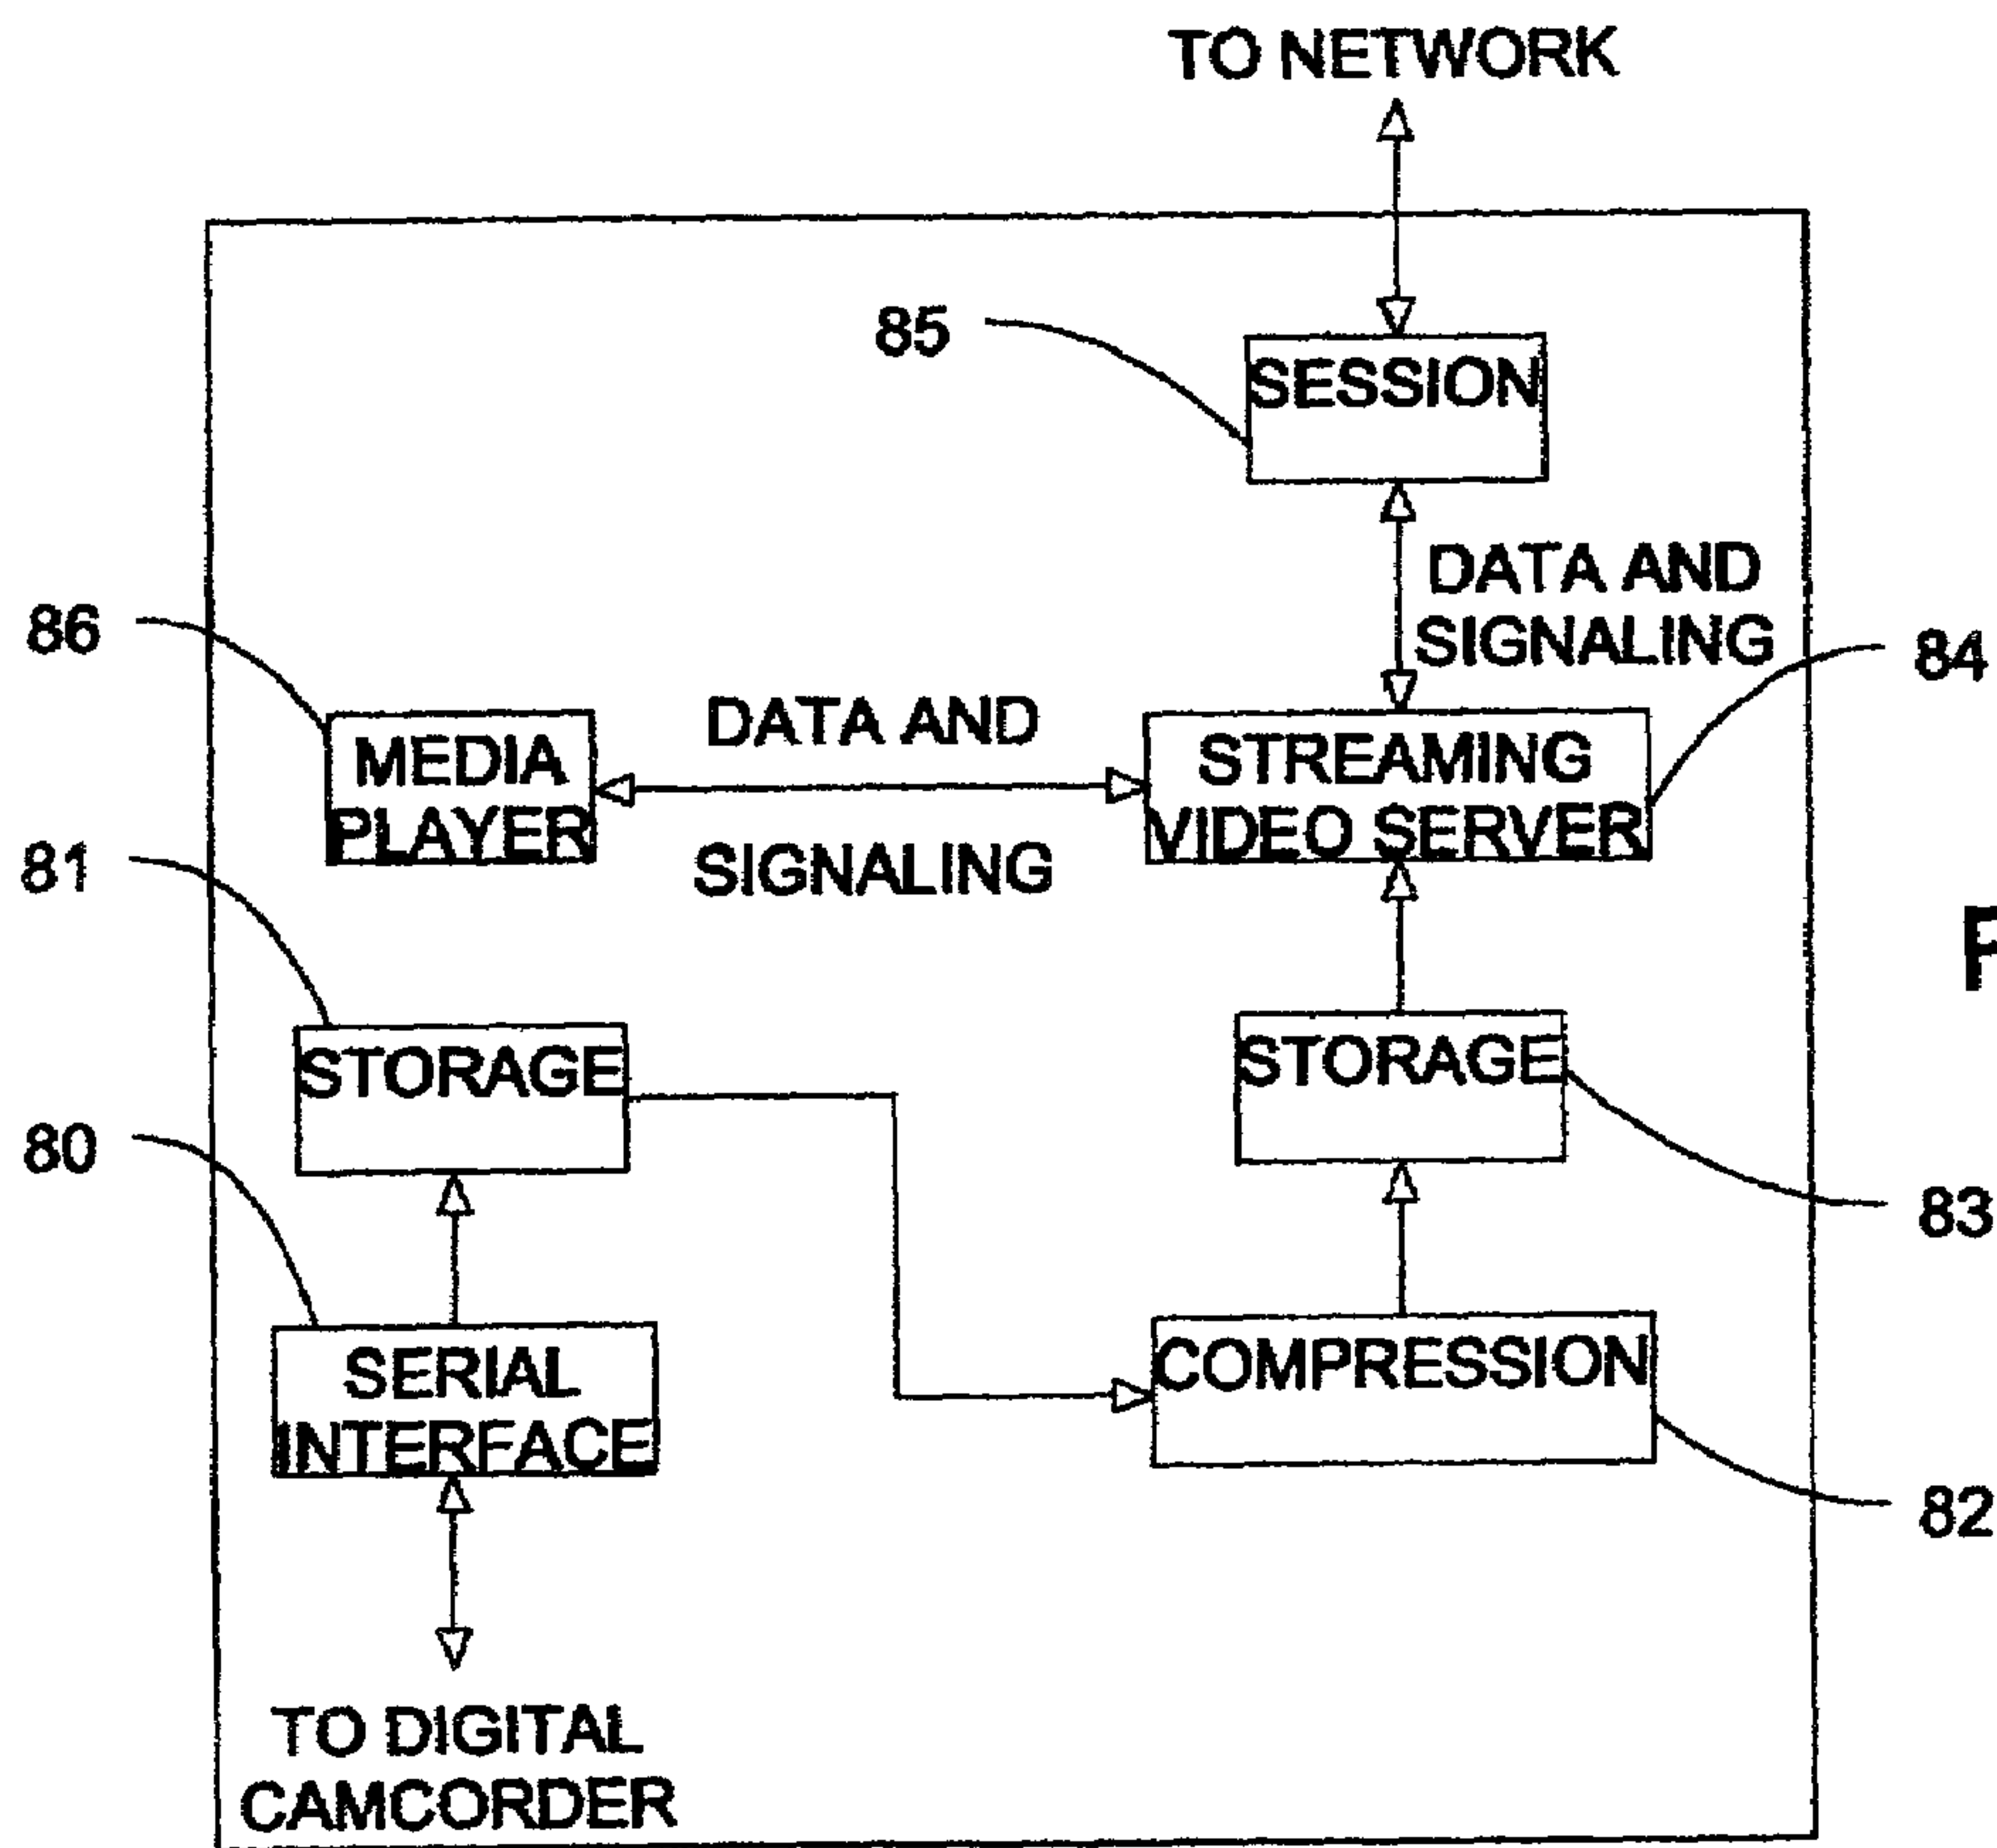 TO NETWORK
85
SESSION
DATA AND
SIGNALING
86
84
MEDIA
PLAYER
DATA AND
SIGNALING
STREAMING
VIDEO SERVER
81
STORAGE
STORAGE
80
83
SERIAL
INTERFACE
COMPRESSION
82
TO DIGITAL
CAMCORDER